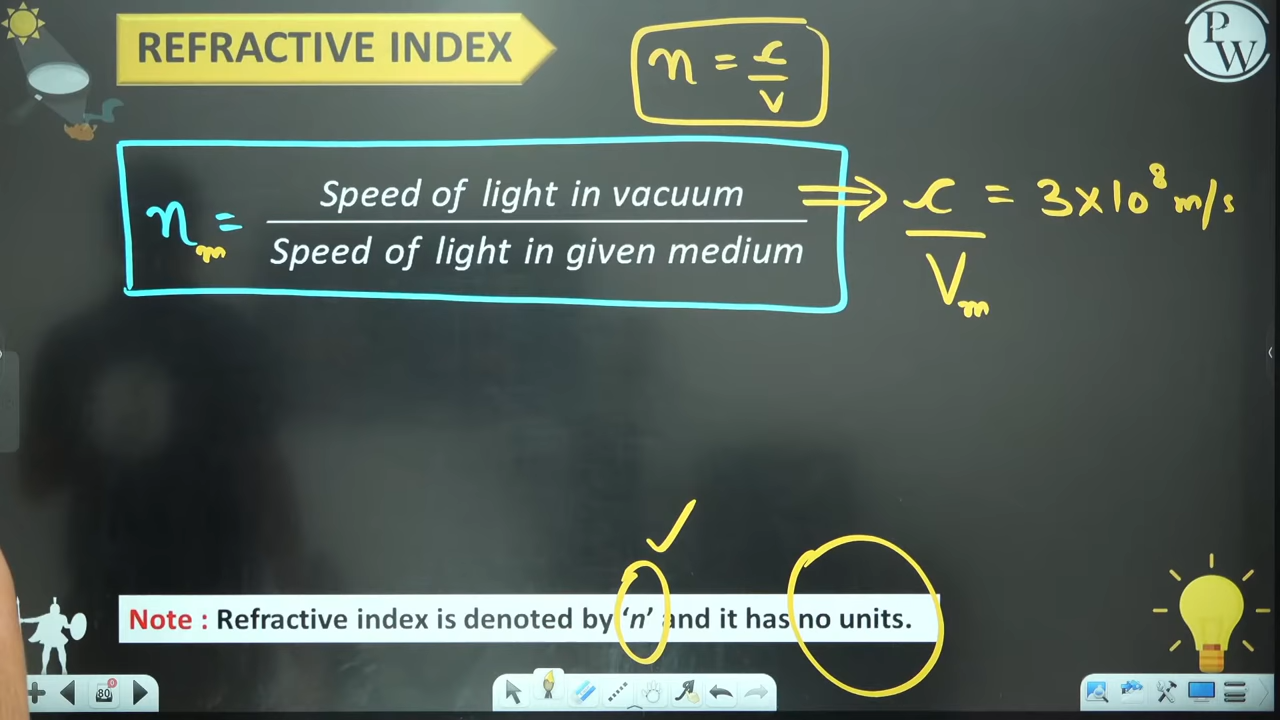 REFRACTIVE INDEX
n = c/v
PW
n_m = Speed of light in vacuum / Speed of light in given medium ⇒ c/V_m = 3×10^8 m/s
✓
Note : Refractive index is denoted by ‘n’ and it has no units.
80